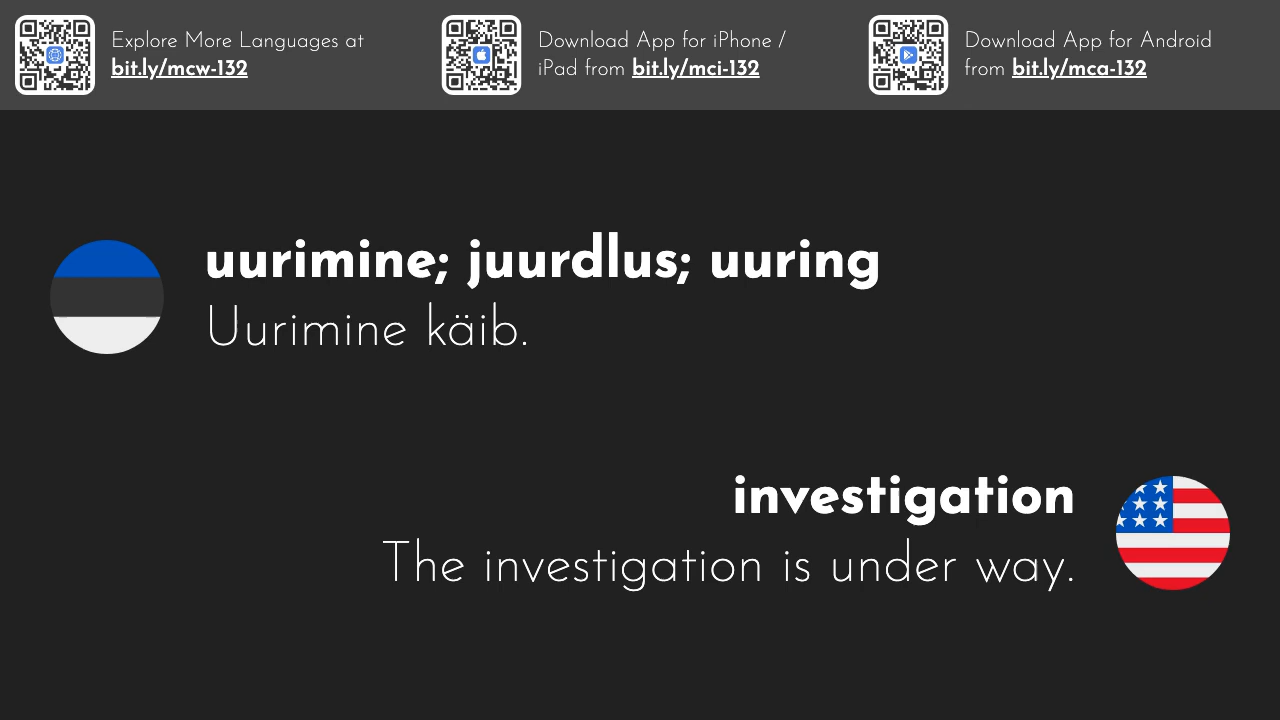 Explore More Languages at
bit.ly/mcw-132
Download App for iPhone /
iPad from bit.ly/mci-132
Download App for Android
from bit.ly/mca-132
uurimine; juurdlus; uuring
Uurimine käib.
investigation
The investigation is under way.